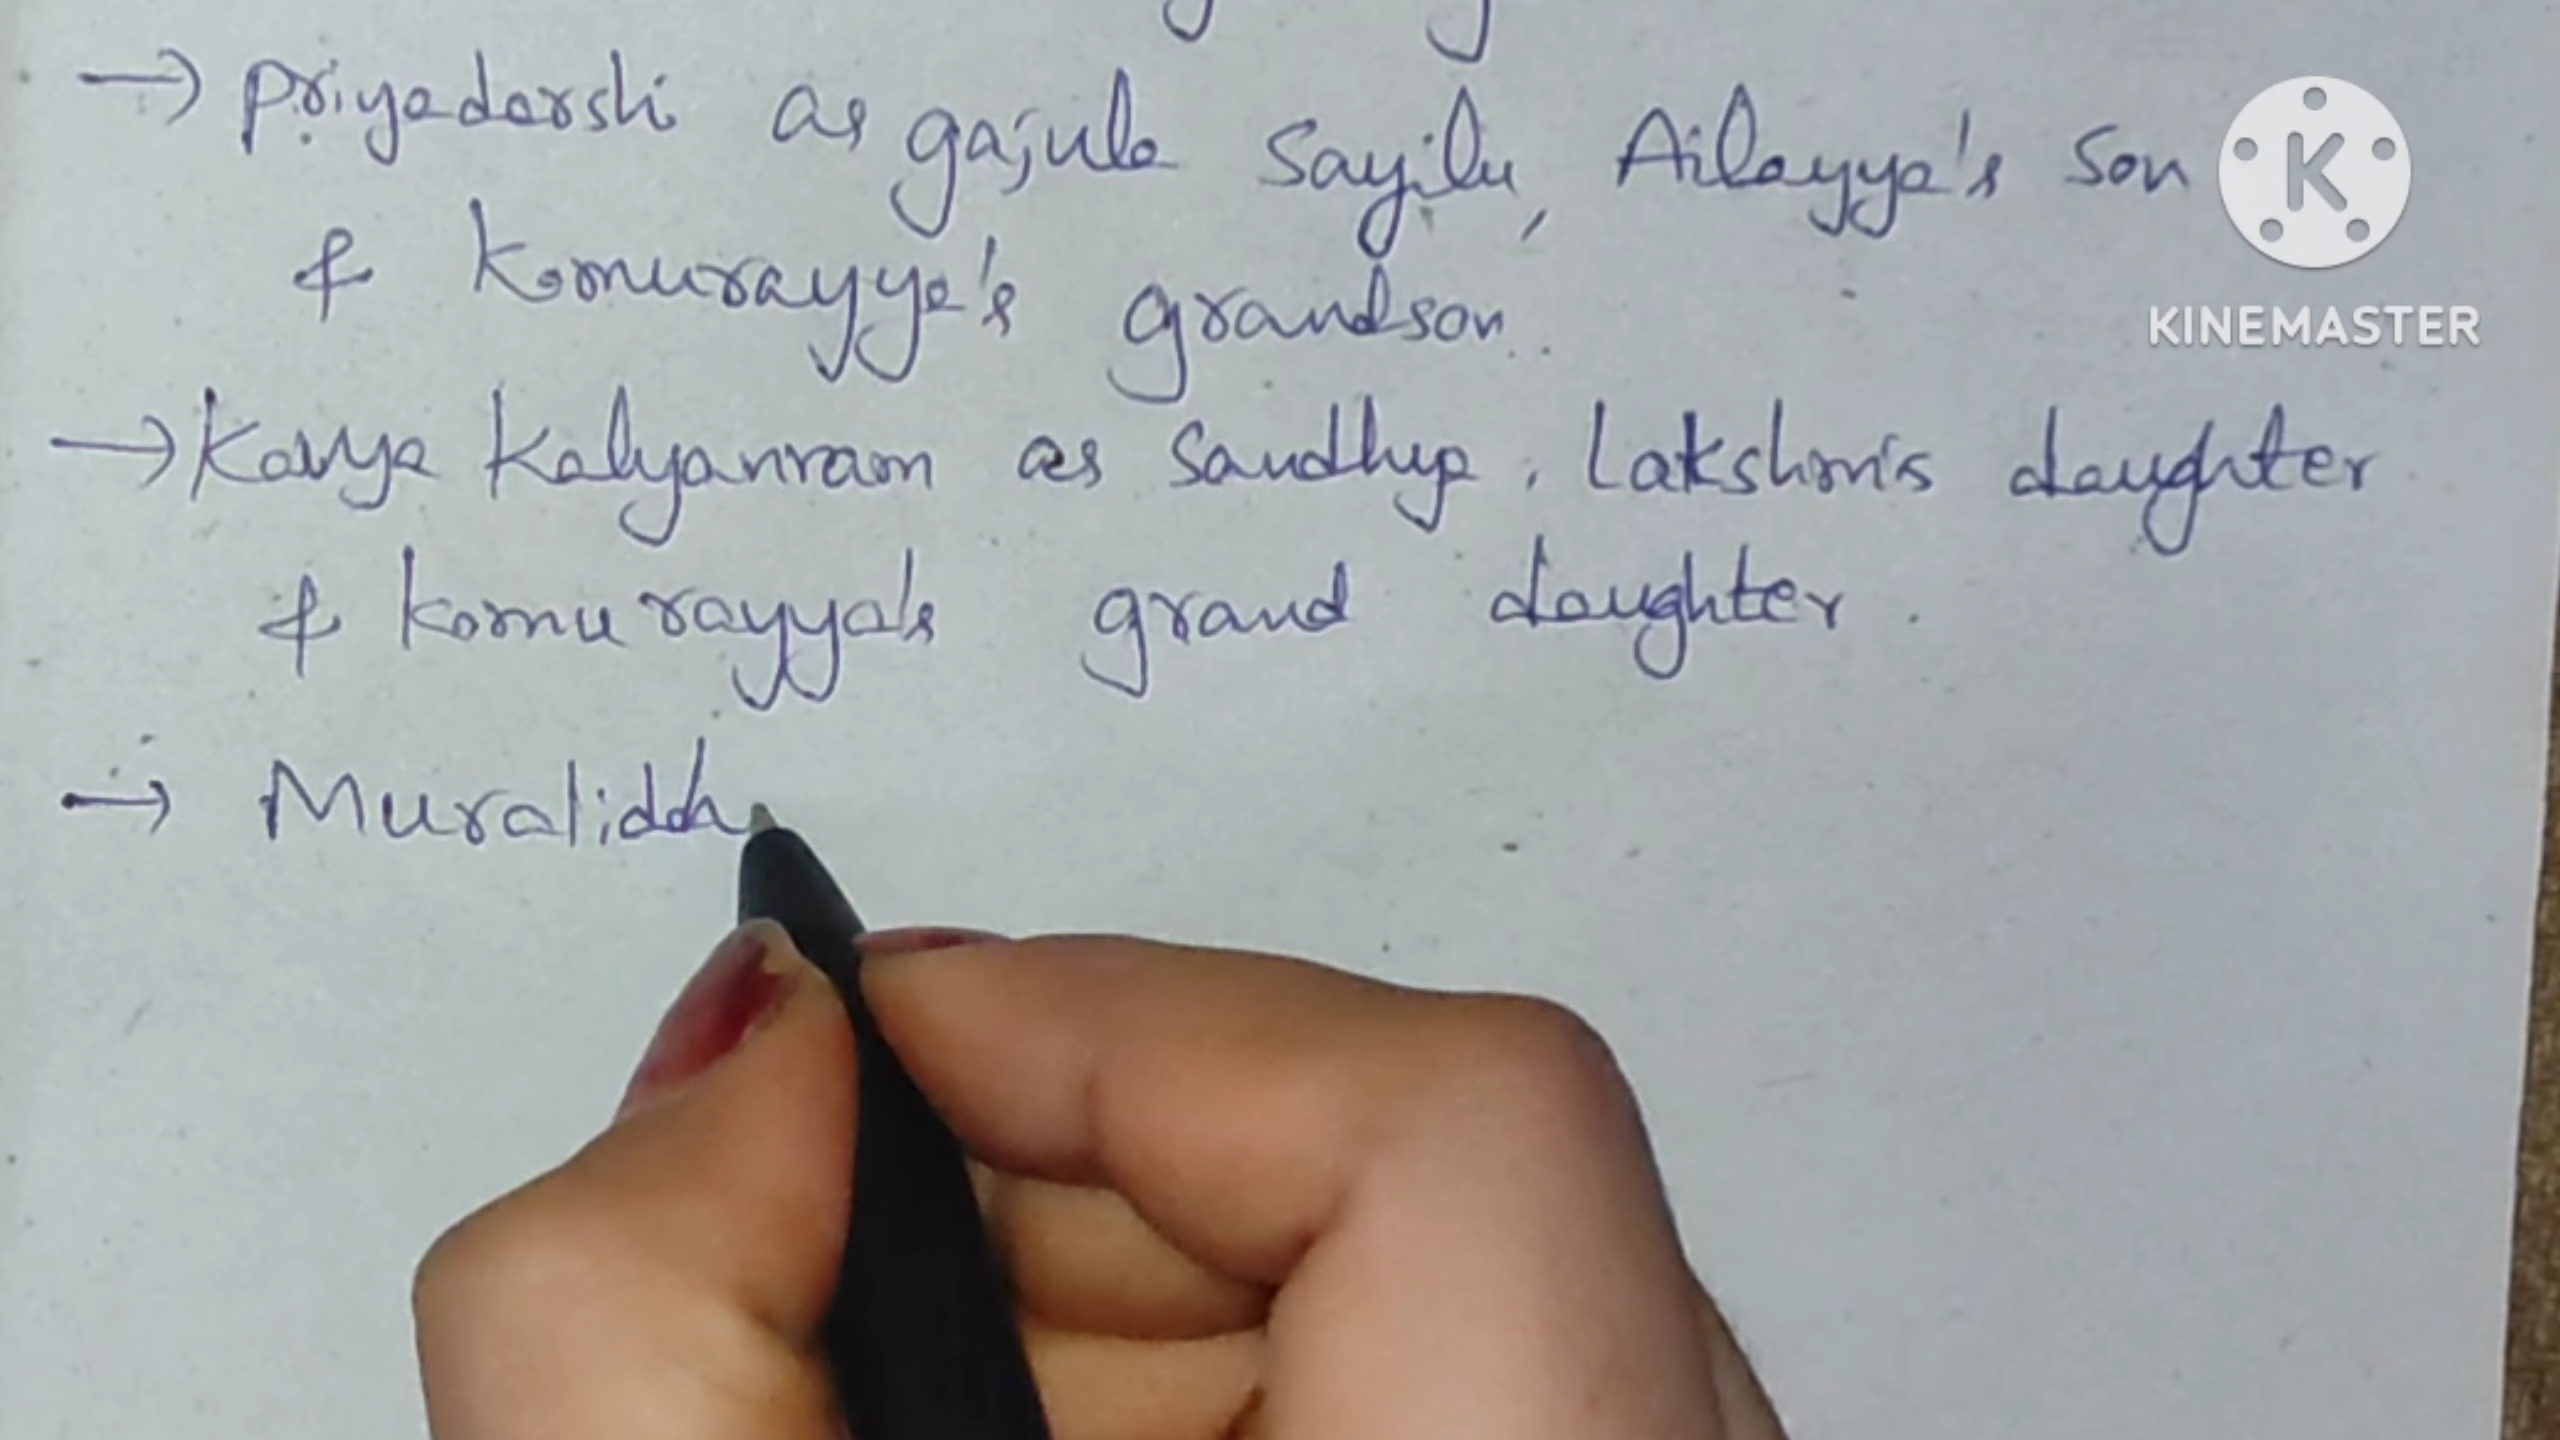 → Priyadarshi as gajula Sayilu, Ailayya's son
& Komurayya's grandson.
→ Kavya Kalyanram as Sandhya, Lakshmi's daughter
& Komurayya's grand daughter.
→ Muralidh
K
KINEMASTER